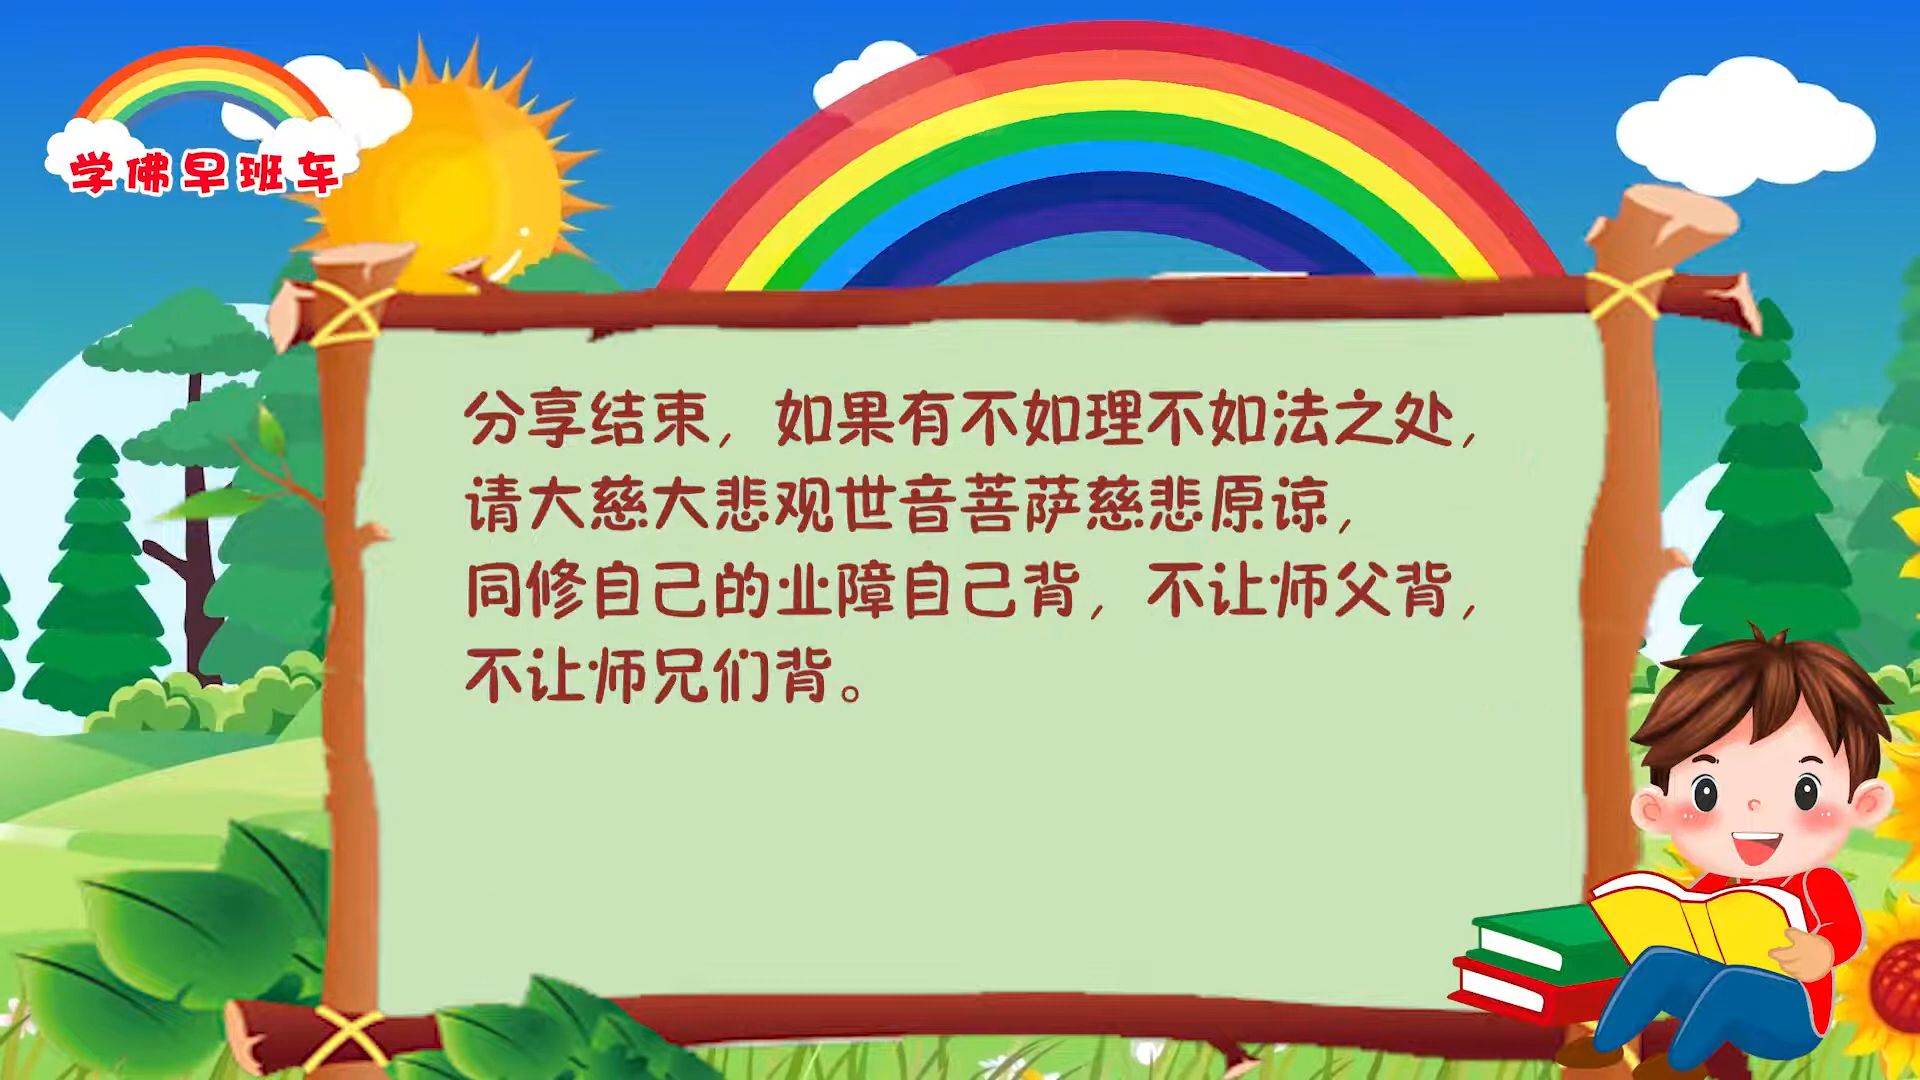 学佛早班车
分享结束，如果有不如理不如法之处，
请大慈大悲观世音菩萨慈悲原谅，
同修自己的业障自己背，不让师父背，
不让师兄们背。